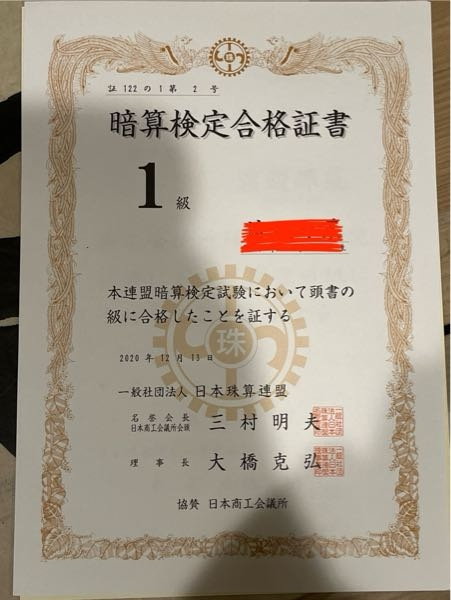 珠
証 122 の 1 第 2 号
暗算検定合格証書
1 級
本連盟暗算検定試験において頭書の
級に合格したことを証する
珠
2020 年 12 月 13 日
一般社団法人 日本珠算連盟
名誉会長
日本商工会議所会頭 三村明夫
理事長 大橋克弘
協賛 日本商工会議所